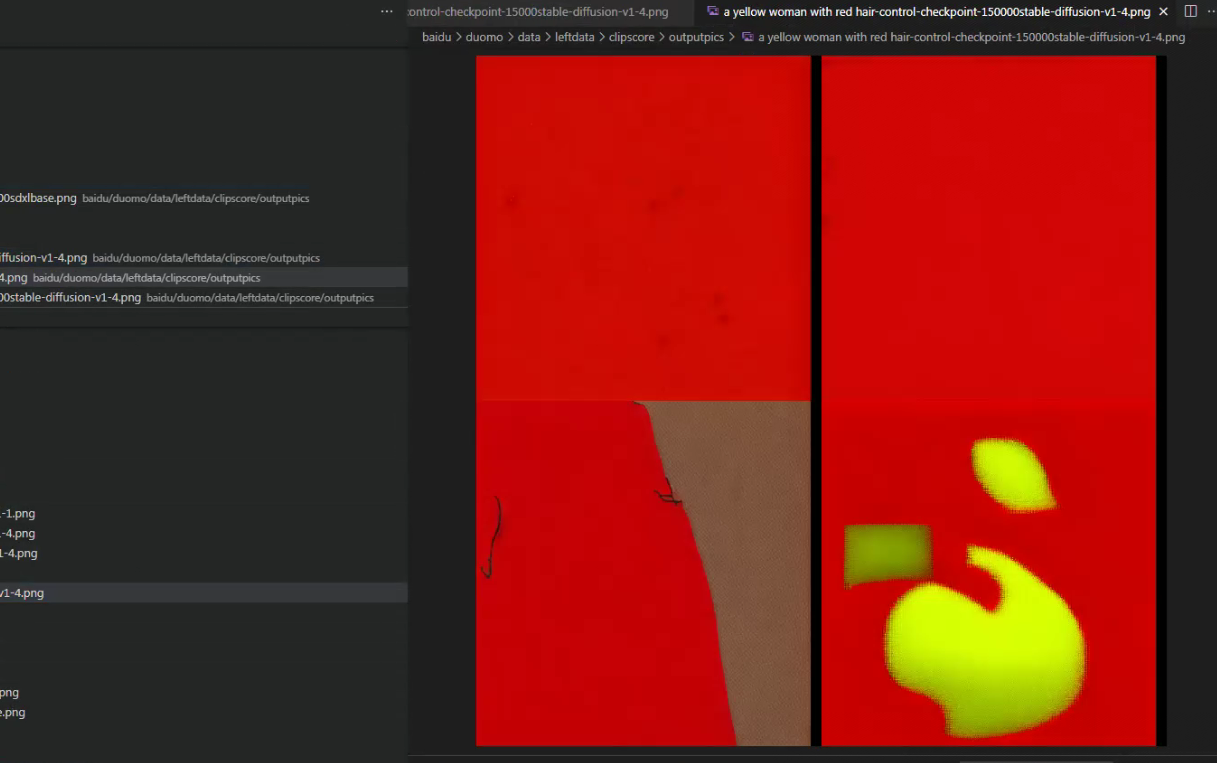 control-checkpoint-15000stable-diffusion-v1-4.png
a yellow woman with red hair-control-checkpoint-150000stable-diffusion-v1-4.png
baidu > duomo > data > leftdata > clipscore > outputpics > a yellow woman with red hair-control-checkpoint-150000stable-diffusion-v1-4.png
00sdxlbase.png baidu/duomo/data/leftdata/clipscore/outputpics
iffusion-v1-4.png baidu/duomo/data/leftdata/clipscore/outputpics
4.png baidu/duomo/data/leftdata/clipscore/outputpics
00stable-diffusion-v1-4.png baidu/duomo/data/leftdata/clipscore/outputpics
-1.png
-4.png
1-4.png
v1-4.png
.png
e.png